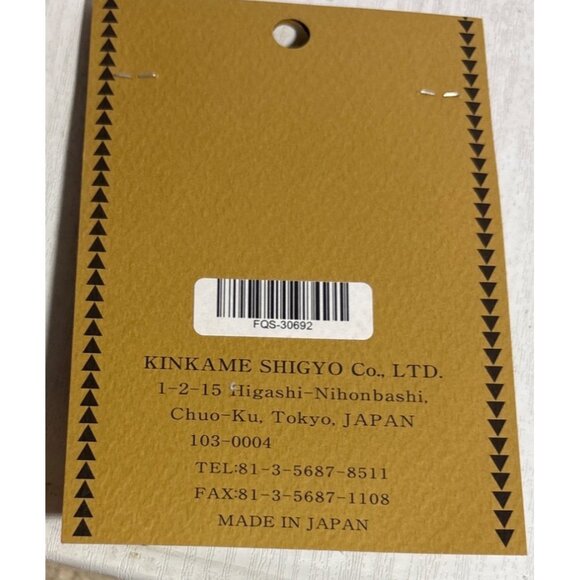 FQS-30692
KINKAME SHIGYO Co., LTD.
1-2-15 Higashi-Nihonbashi,
Chuo-Ku, Tokyo, JAPAN
103-0004
TEL:81-3-5687-8511
FAX:81-3-5687-1108
MADE IN JAPAN